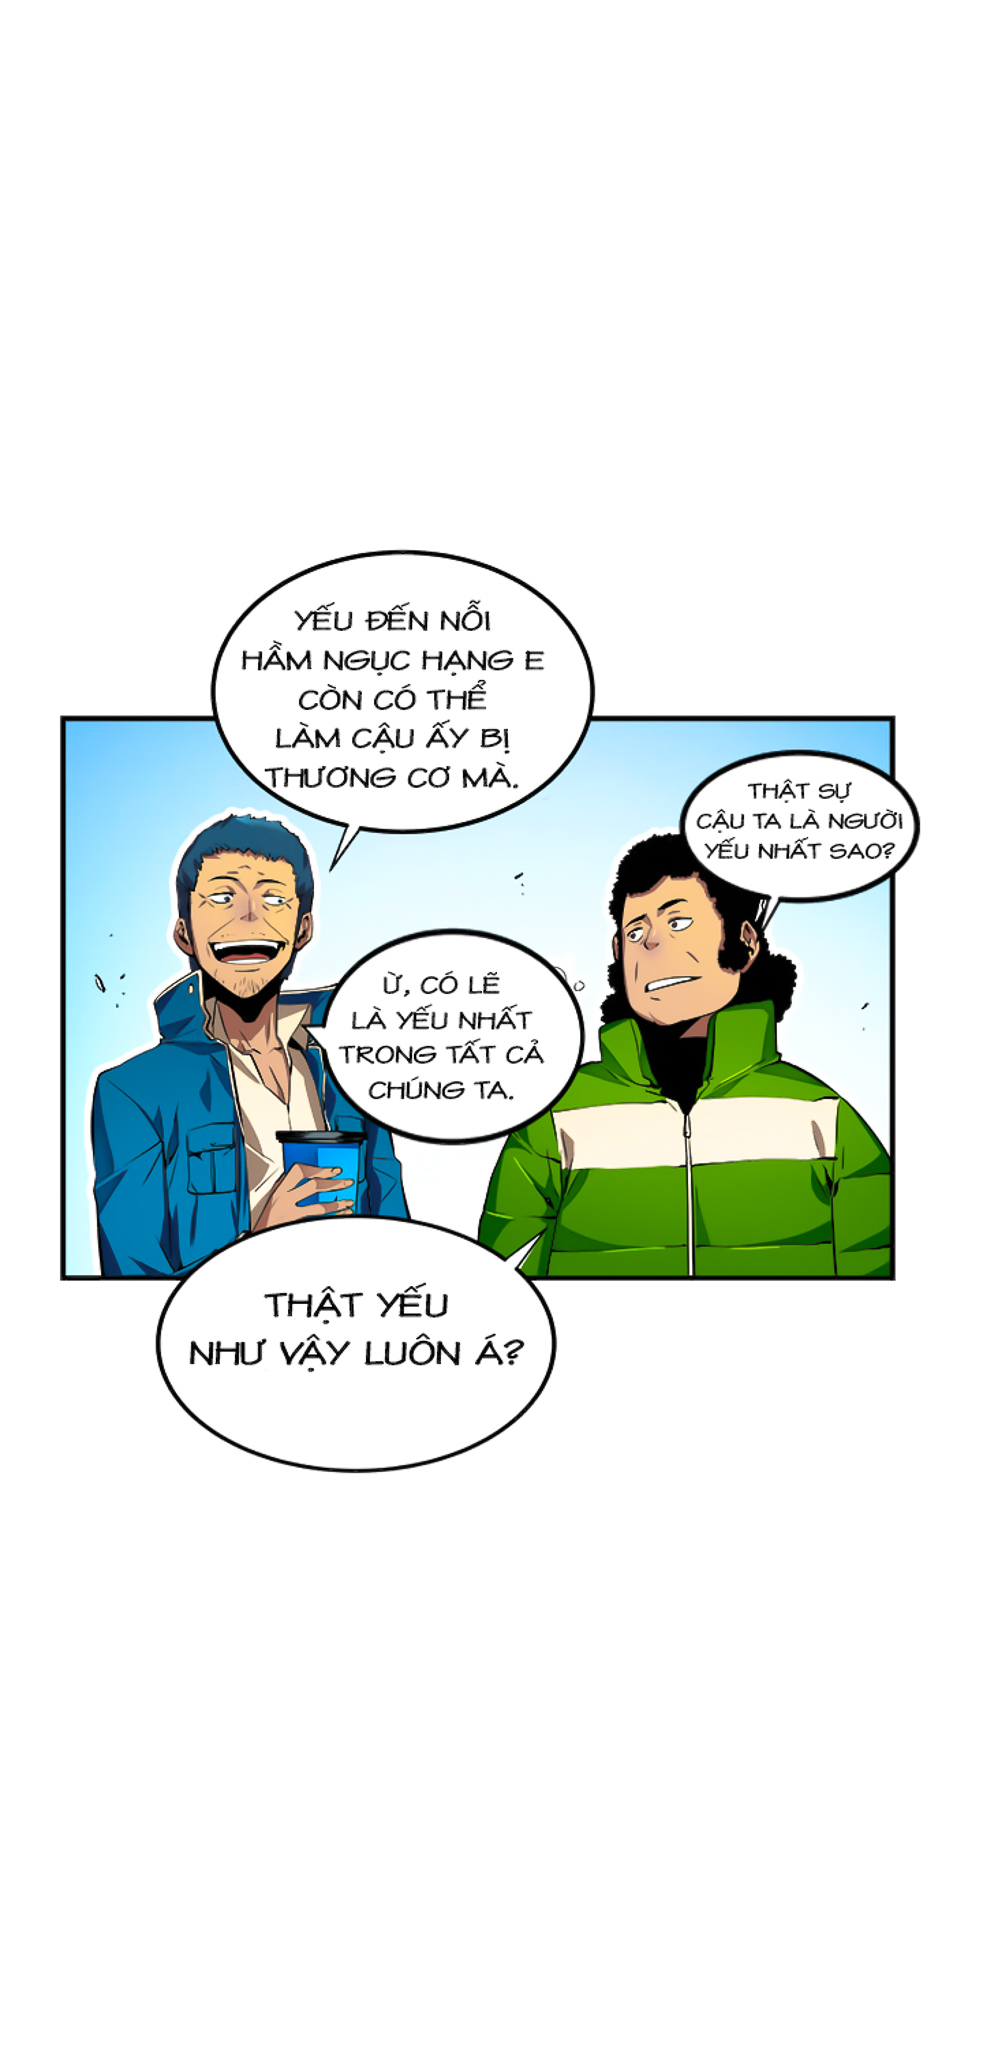 YẾU ĐẾN NỖI
HẦM NGỤC HẠNG E
CÒN CÓ THỂ
LÀM CẬU ẤY BỊ
THƯƠNG CƠ MÀ.
THẬT SỰ
CẬU TA LÀ NGƯỜI
YẾU NHẤT SAO?
Ừ, CÓ LẼ
LÀ YẾU NHẤT
TRONG TẤT CẢ
CHÚNG TA.
THẬT YẾU
NHƯ VẬY LUÔN Á?